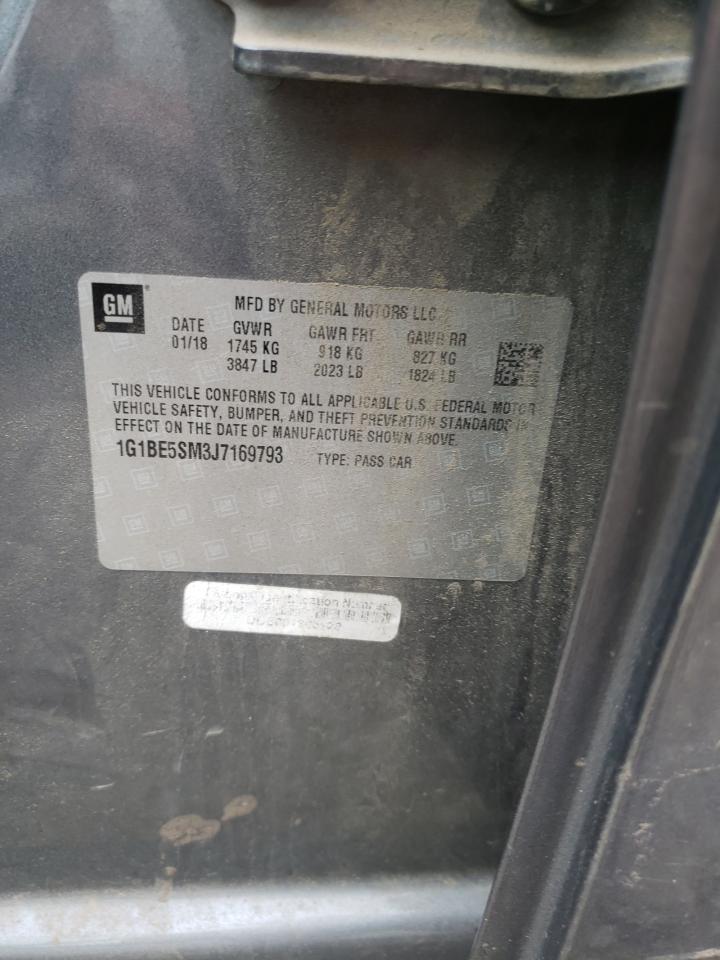 GM
MFD BY GENERAL MOTORS LLC
DATE GVWR GAWR FRT GAWR RR
01/18 1745 KG 918 KG 827 KG
3847 LB 2023 LB 1824 LB
THIS VEHICLE CONFORMS TO ALL APPLICABLE U.S. FEDERAL MOTOR
VEHICLE SAFETY, BUMPER, AND THEFT PREVENTION STANDARDS IN
EFFECT ON THE DATE OF MANUFACTURE SHOWN ABOVE.
1G1BE5SM3J7169793 TYPE: PASS CAR